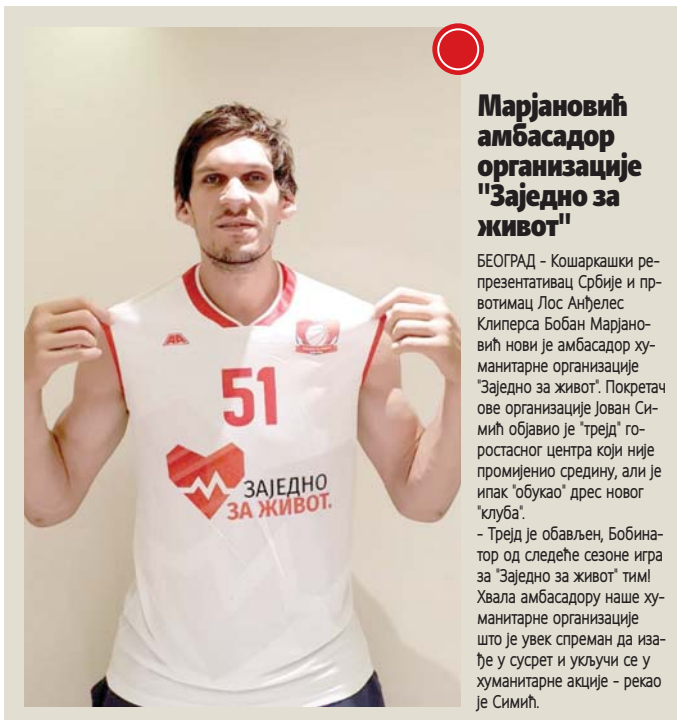 Марјановић
амбасадор
организације
"Заједно за
живот"
БЕОГРАД - Кошаркашки ре-
презентативац Србије и пр-
вотимац Лос Анђелес
Клиперса Бобан Марјано-
вић нови је амбасадор ху-
манитарне организације
"Заједно за живот". Покретач
ове организације Јован Си-
мић објавио је "трејд" го-
ростасног центра који није
промијенио средину, али је
ипак "обукао" дрес новог
"клуба".
- Трејд је обављен, Бобина-
тор од следеће сезоне игра
за "Заједно за живот" тим!
Хвала амбасадору наше ху-
манитарне организације
што је увек спреман да иза-
ђе у сусрет и укључи се у
хуманитарне акције - рекао
је Симић.
51
ЗАЈЕДНО
ЗА ЖИВОТ.